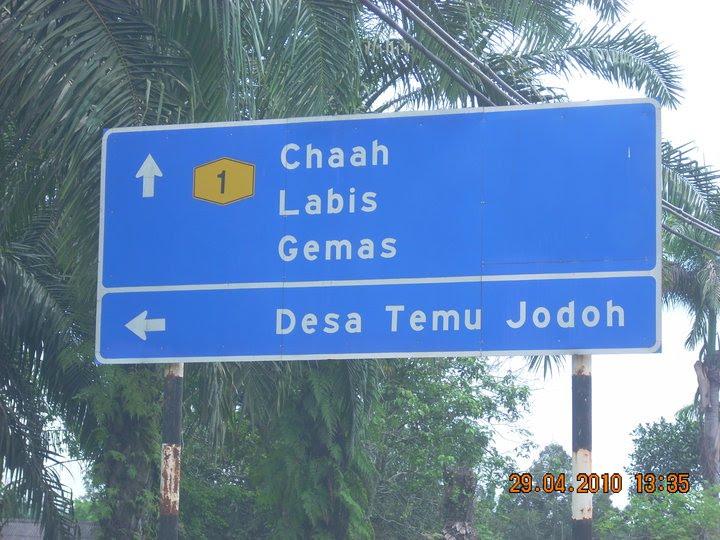 1
Chaah
Labis
Gemas
Desa Temu Jodoh
29.04.2010 13:35